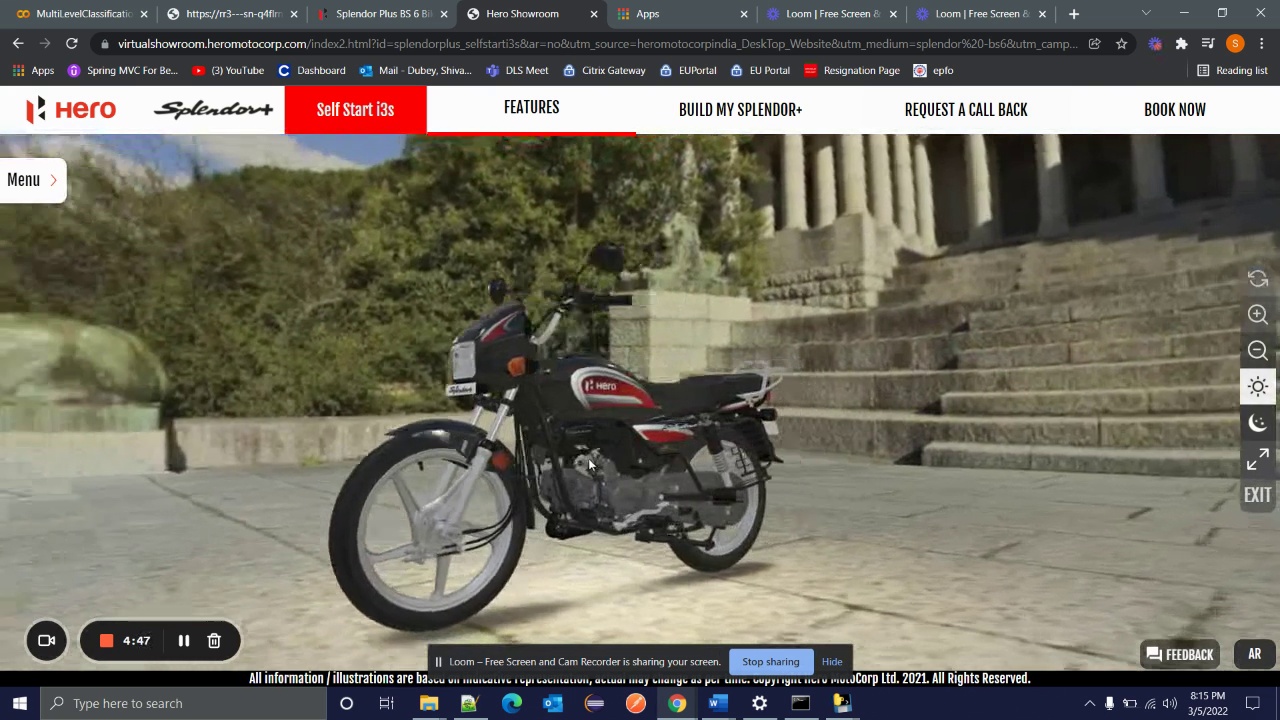 MultiLevelClassificatio
https://rr3---sn-q4flrn
Splendor Plus BS 6 Bi
Hero Showroom
Apps
Loom | Free Screen &
Loom | Free Screen &
virtualshowroom.heromotocorp.com/index2.html?id=splendorplus_selfstarti3s&at=no&utm_source=heromotocorpindia_DeskTop_Website&utm_medium=splendor%20-bs6&utm_camp...
Apps
Spring MVC For Be...
(3) YouTube
Dashboard
Mail - Dubey, Shiva...
DLS Meet
Citrix Gateway
EUPortal
EU Portal
Resignation Page
epfo
Reading list
Hero
Splendor+
Self Start i3s
FEATURES
BUILD MY SPLENDOR+
REQUEST A CALL BACK
BOOK NOW
Menu
Hero
Splendor
EXIT
4:47
Loom – Free Screen and Cam Recorder is sharing your screen.
Stop sharing
Hide
FEEDBACK
AR
All information / illustrations are based on indicative representation, actual may change as per time. Copyright Hero MotoCorp Ltd. 2021. All Rights Reserved.
Type here to search
8:15 PM
3/5/2022